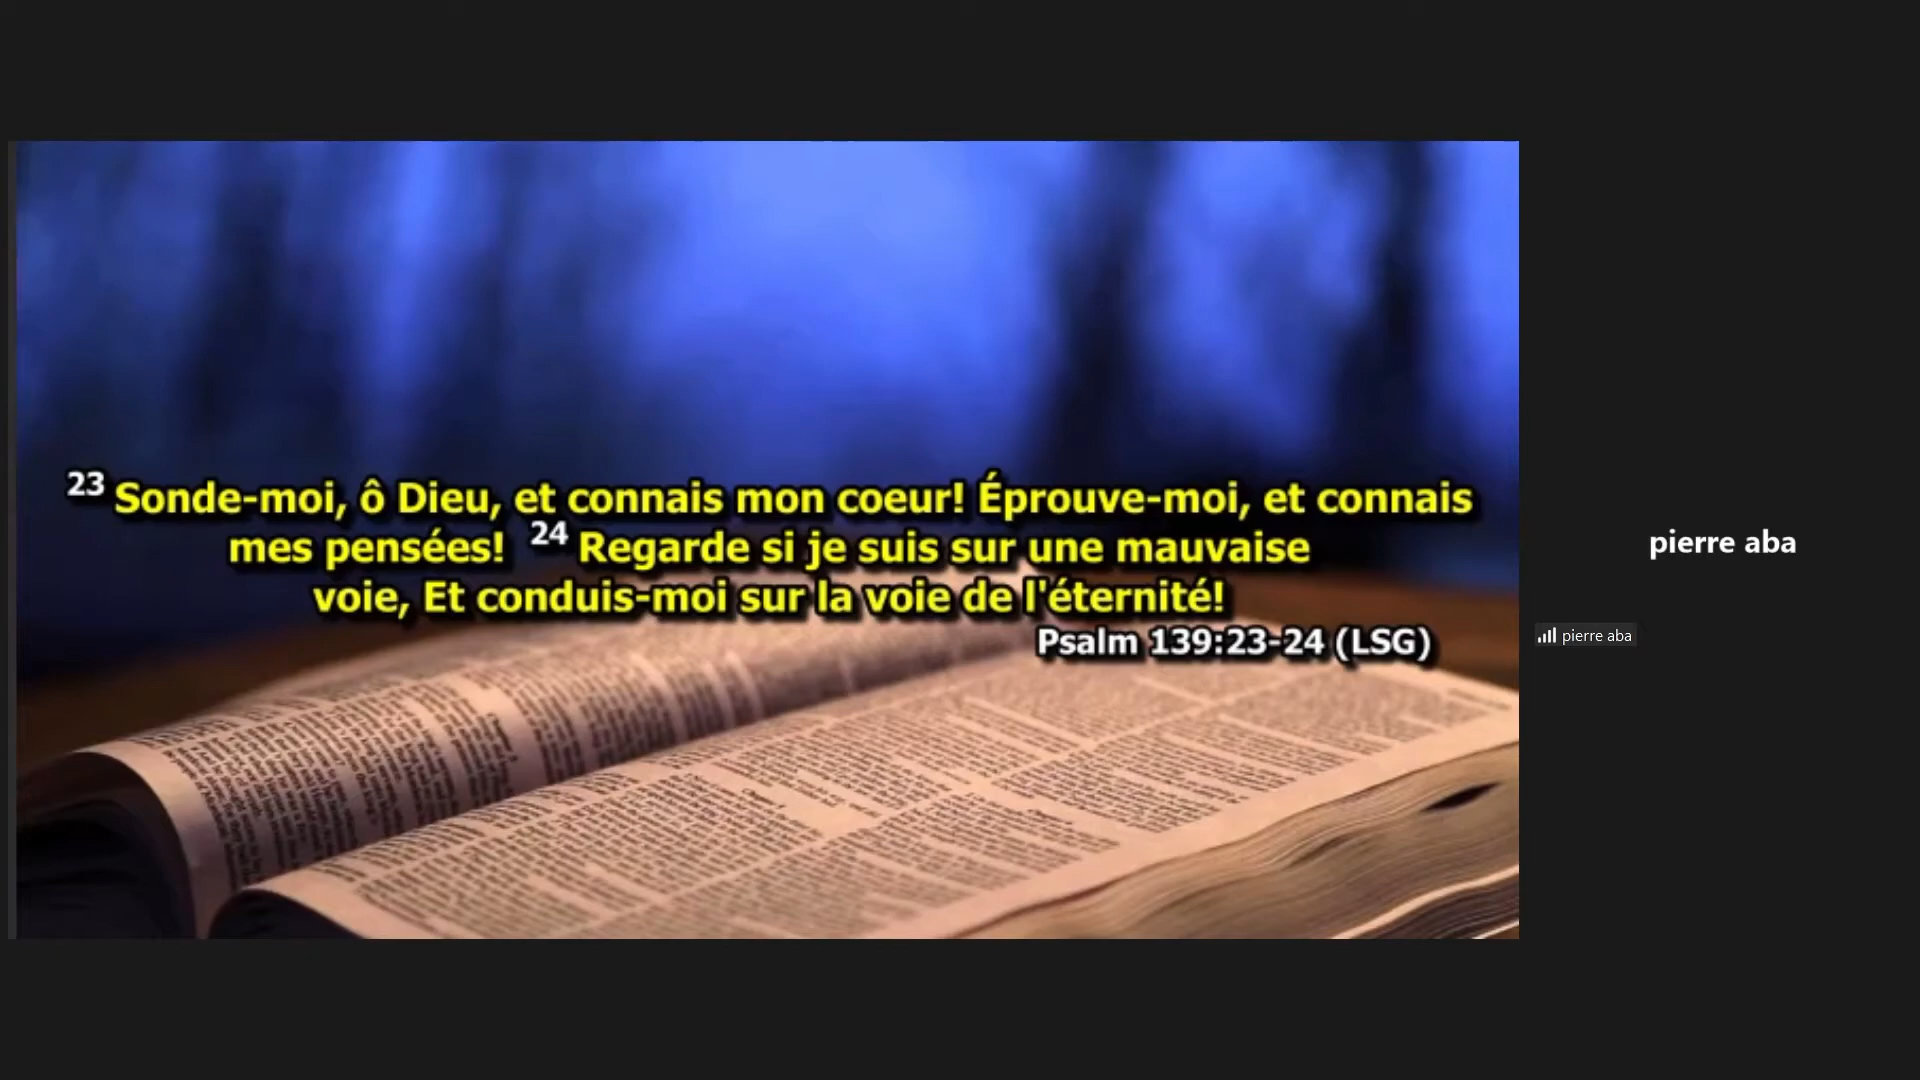 23 Sonde-moi, ô Dieu, et connais mon coeur! Éprouve-moi, et connais
mes pensées! 24 Regarde si je suis sur une mauvaise
voie, Et conduis-moi sur la voie de l'éternité!
Psalm 139:23-24 (LSG)
pierre aba
pierre aba